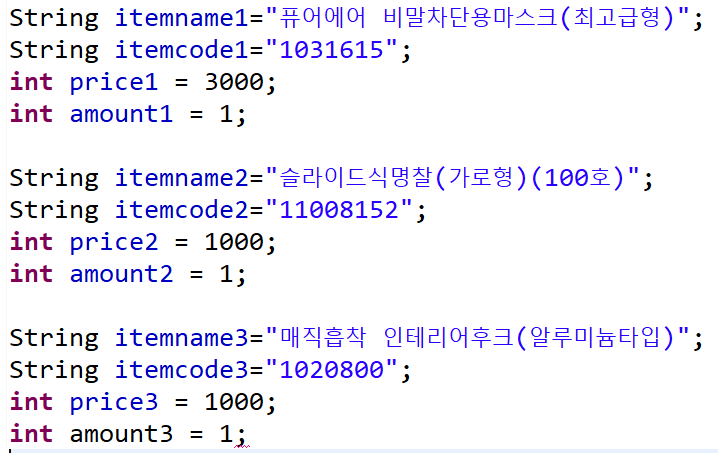 String itemname1="퓨어에어 비말차단용마스크(최고급형)";
String itemcode1="1031615";
int price1 = 3000;
int amount1 = 1;
String itemname2="슬라이드식명찰(가로형)(100호)";
String itemcode2="11008152";
int price2 = 1000;
int amount2 = 1;
String itemname3="매직흡착 인테리어후크(알루미늄타입)";
String itemcode3="1020800";
int price3 = 1000;
int amount3 = 1;